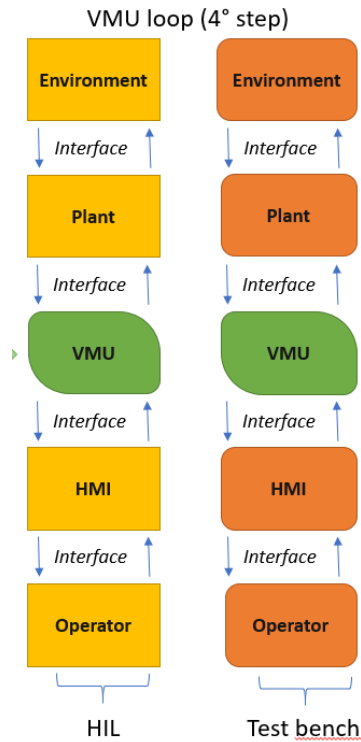 VMU loop (4° step)
Environment Environment
Interface Interface
Plant Plant
Interface Interface
VMU VMU
Interface Interface
HMI HMI
Interface Interface
Operator Operator
HIL Test bench